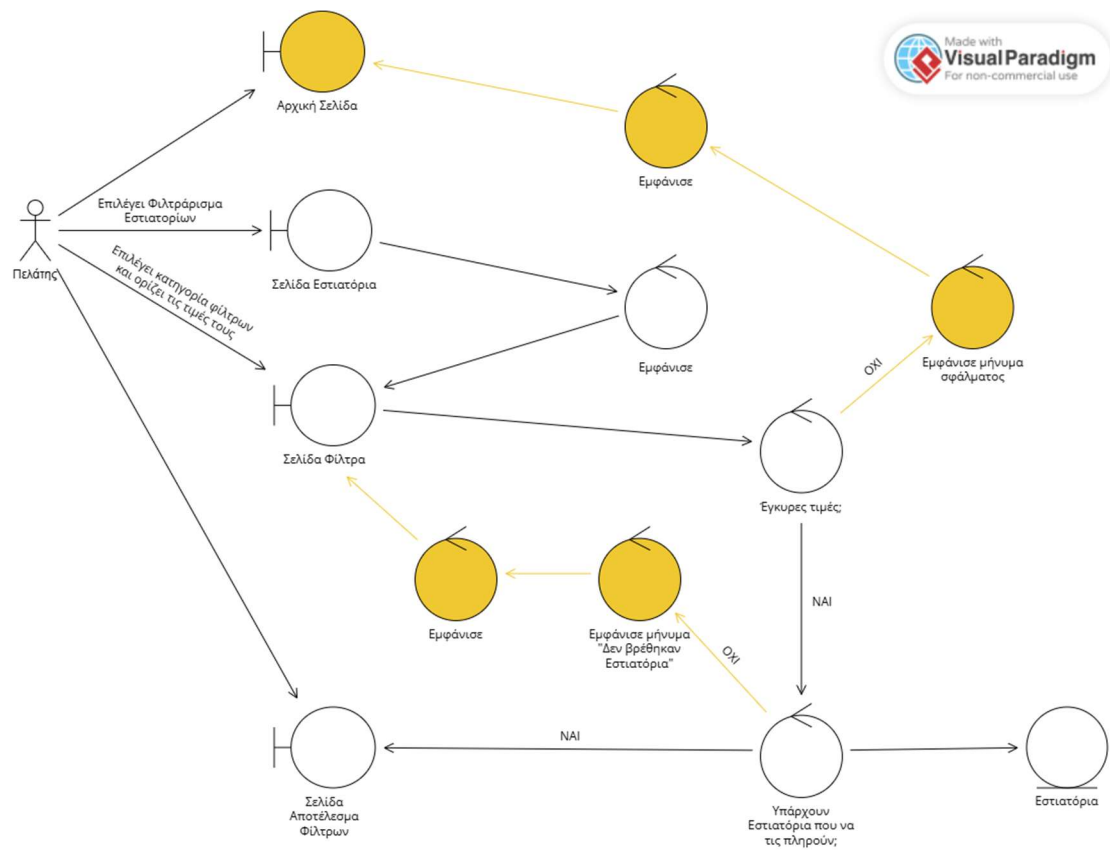 Made with
Visual Paradigm
For non-commercial use
Αρχική Σελίδα
Εμφάνισε
Επιλέγει Φιλτράρισμα
Εστιατορίων
Πελάτης
Σελίδα Εστιατόρια
Επιλέγει κατηγορία φίλτρων
και ορίζει τις τιμές τους
Εμφάνισε
Εμφάνισε μήνυμα
σφάλματος
ΟΧΙ
Σελίδα Φίλτρα
Έγκυρες τιμές;
ΝΑΙ
Εμφάνισε
Εμφάνισε μήνυμα
"Δεν βρέθηκαν
Εστιατόρια"
ΟΧΙ
ΝΑΙ
Σελίδα
Αποτέλεσμα
Φίλτρων
Υπάρχουν
Εστιατόρια που να
τις πληρούν;
Εστιατόρια